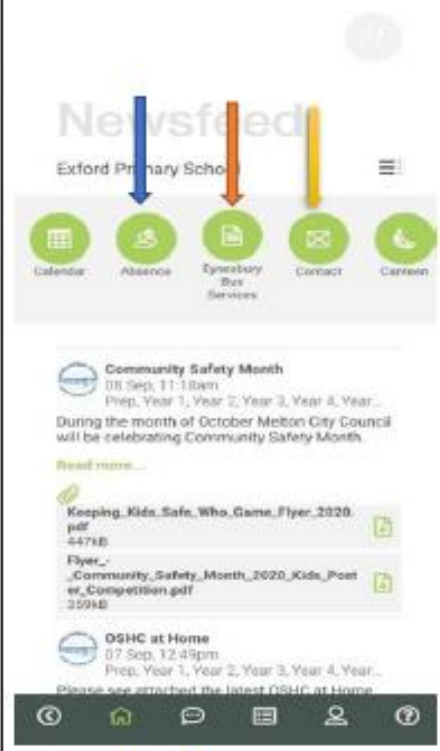 Newsfeed
Exford Primary School
Calendar
Absence
Eynesbury
Bus
Services
Contact
Canteen
Community Safety Month
08 Sep, 11:18am
Prep, Year 1, Year 2, Year 3, Year 4, Year...
During the month of October Melton City Council
will be celebrating Community Safety Month.
Read more...
Keeping_Kids_Safe_Who_Game_Flyer_2020.
pdf
447kB
Flyer_-
_Community_Safety_Month_2020_Kids_Post
er_Competition.pdf
359kB
OSHC at Home
07 Sep, 12:49pm
Prep, Year 1, Year 2, Year 3, Year 4, Year...
Please see attached the latest OSHC at Home